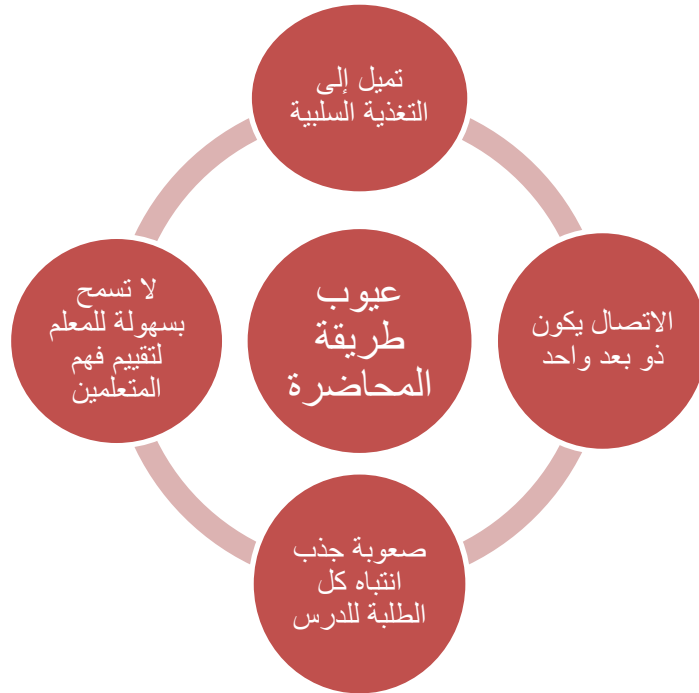 تميل إلى
التغذية السلبية
الاتصال يكون
ذو بعد واحد
عيوب
طريقة
المحاضرة
لا تسمح
بسهولة للمعلم
لتقييم فهم
المتعلمين
صعوبة جذب
انتباه كل
الطلبة للدرس